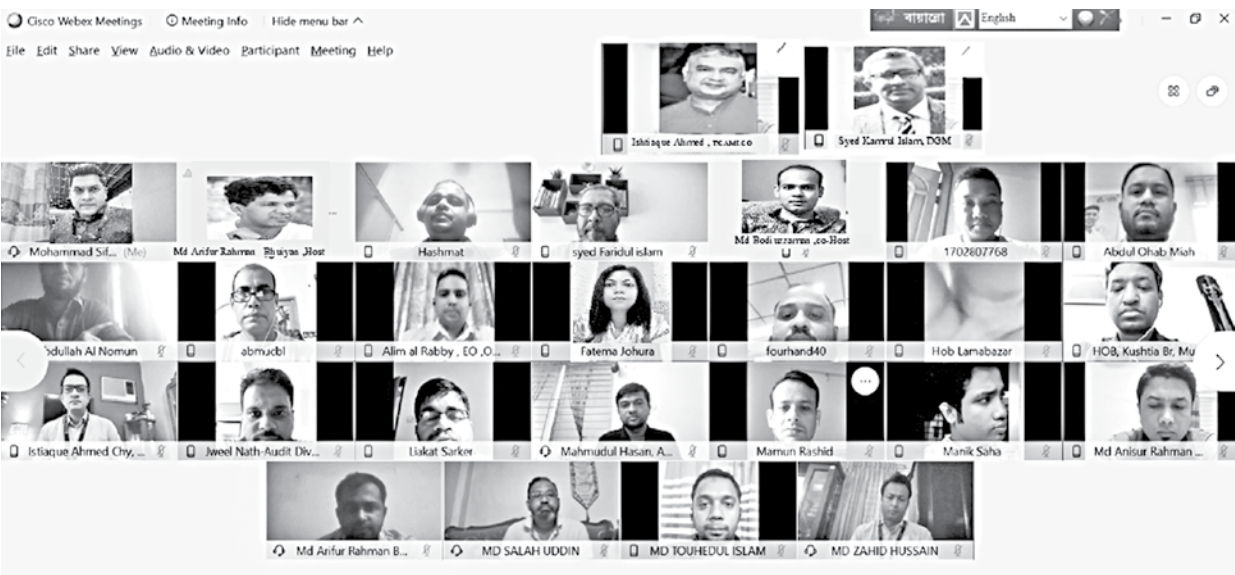 Cisco Webex Meetings Meeting Info Hide menu bar
English
File Edit Share View Audio & Video Participant Meeting Help
Ishtiaque Ahmed , Syed Kamrul Islam, DGM
Mohammad Sif... (Me) Md Arifur Rahman Bhuiyan ,Host Hashmat syed Faridul islam ,co-Host 1702807768 Abdul Ohab Miah
bdullah Al Nomun abmucbl Alim al Rabby , EO ,O... Fatema Johura fourhand40 Hob Lamabazar HOB, Kushtia Br, Mu
Istiaque Ahmed Chy, ... Jweel Nath-Audit Div... Liakat Sarker Mahmudul Hasan, A... Mamun Rashid Manik Saha Md Anisur Rahman ...
Md Arifur Rahman B... MD SALAH UDDIN MD TOUHEDUL ISLAM MD ZAHID HUSSAIN